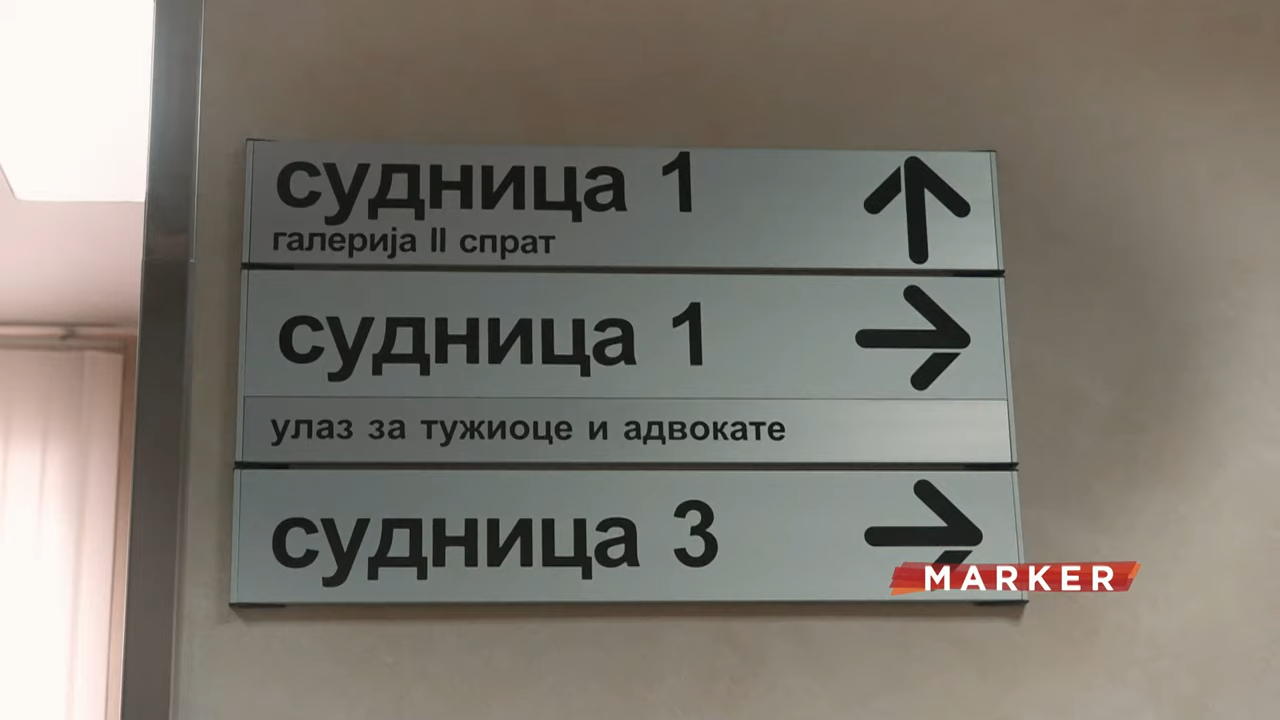 судница 1
галерија II спрат
судница 1
улаз за тужиоце и адвокате
судница 3
MARKER